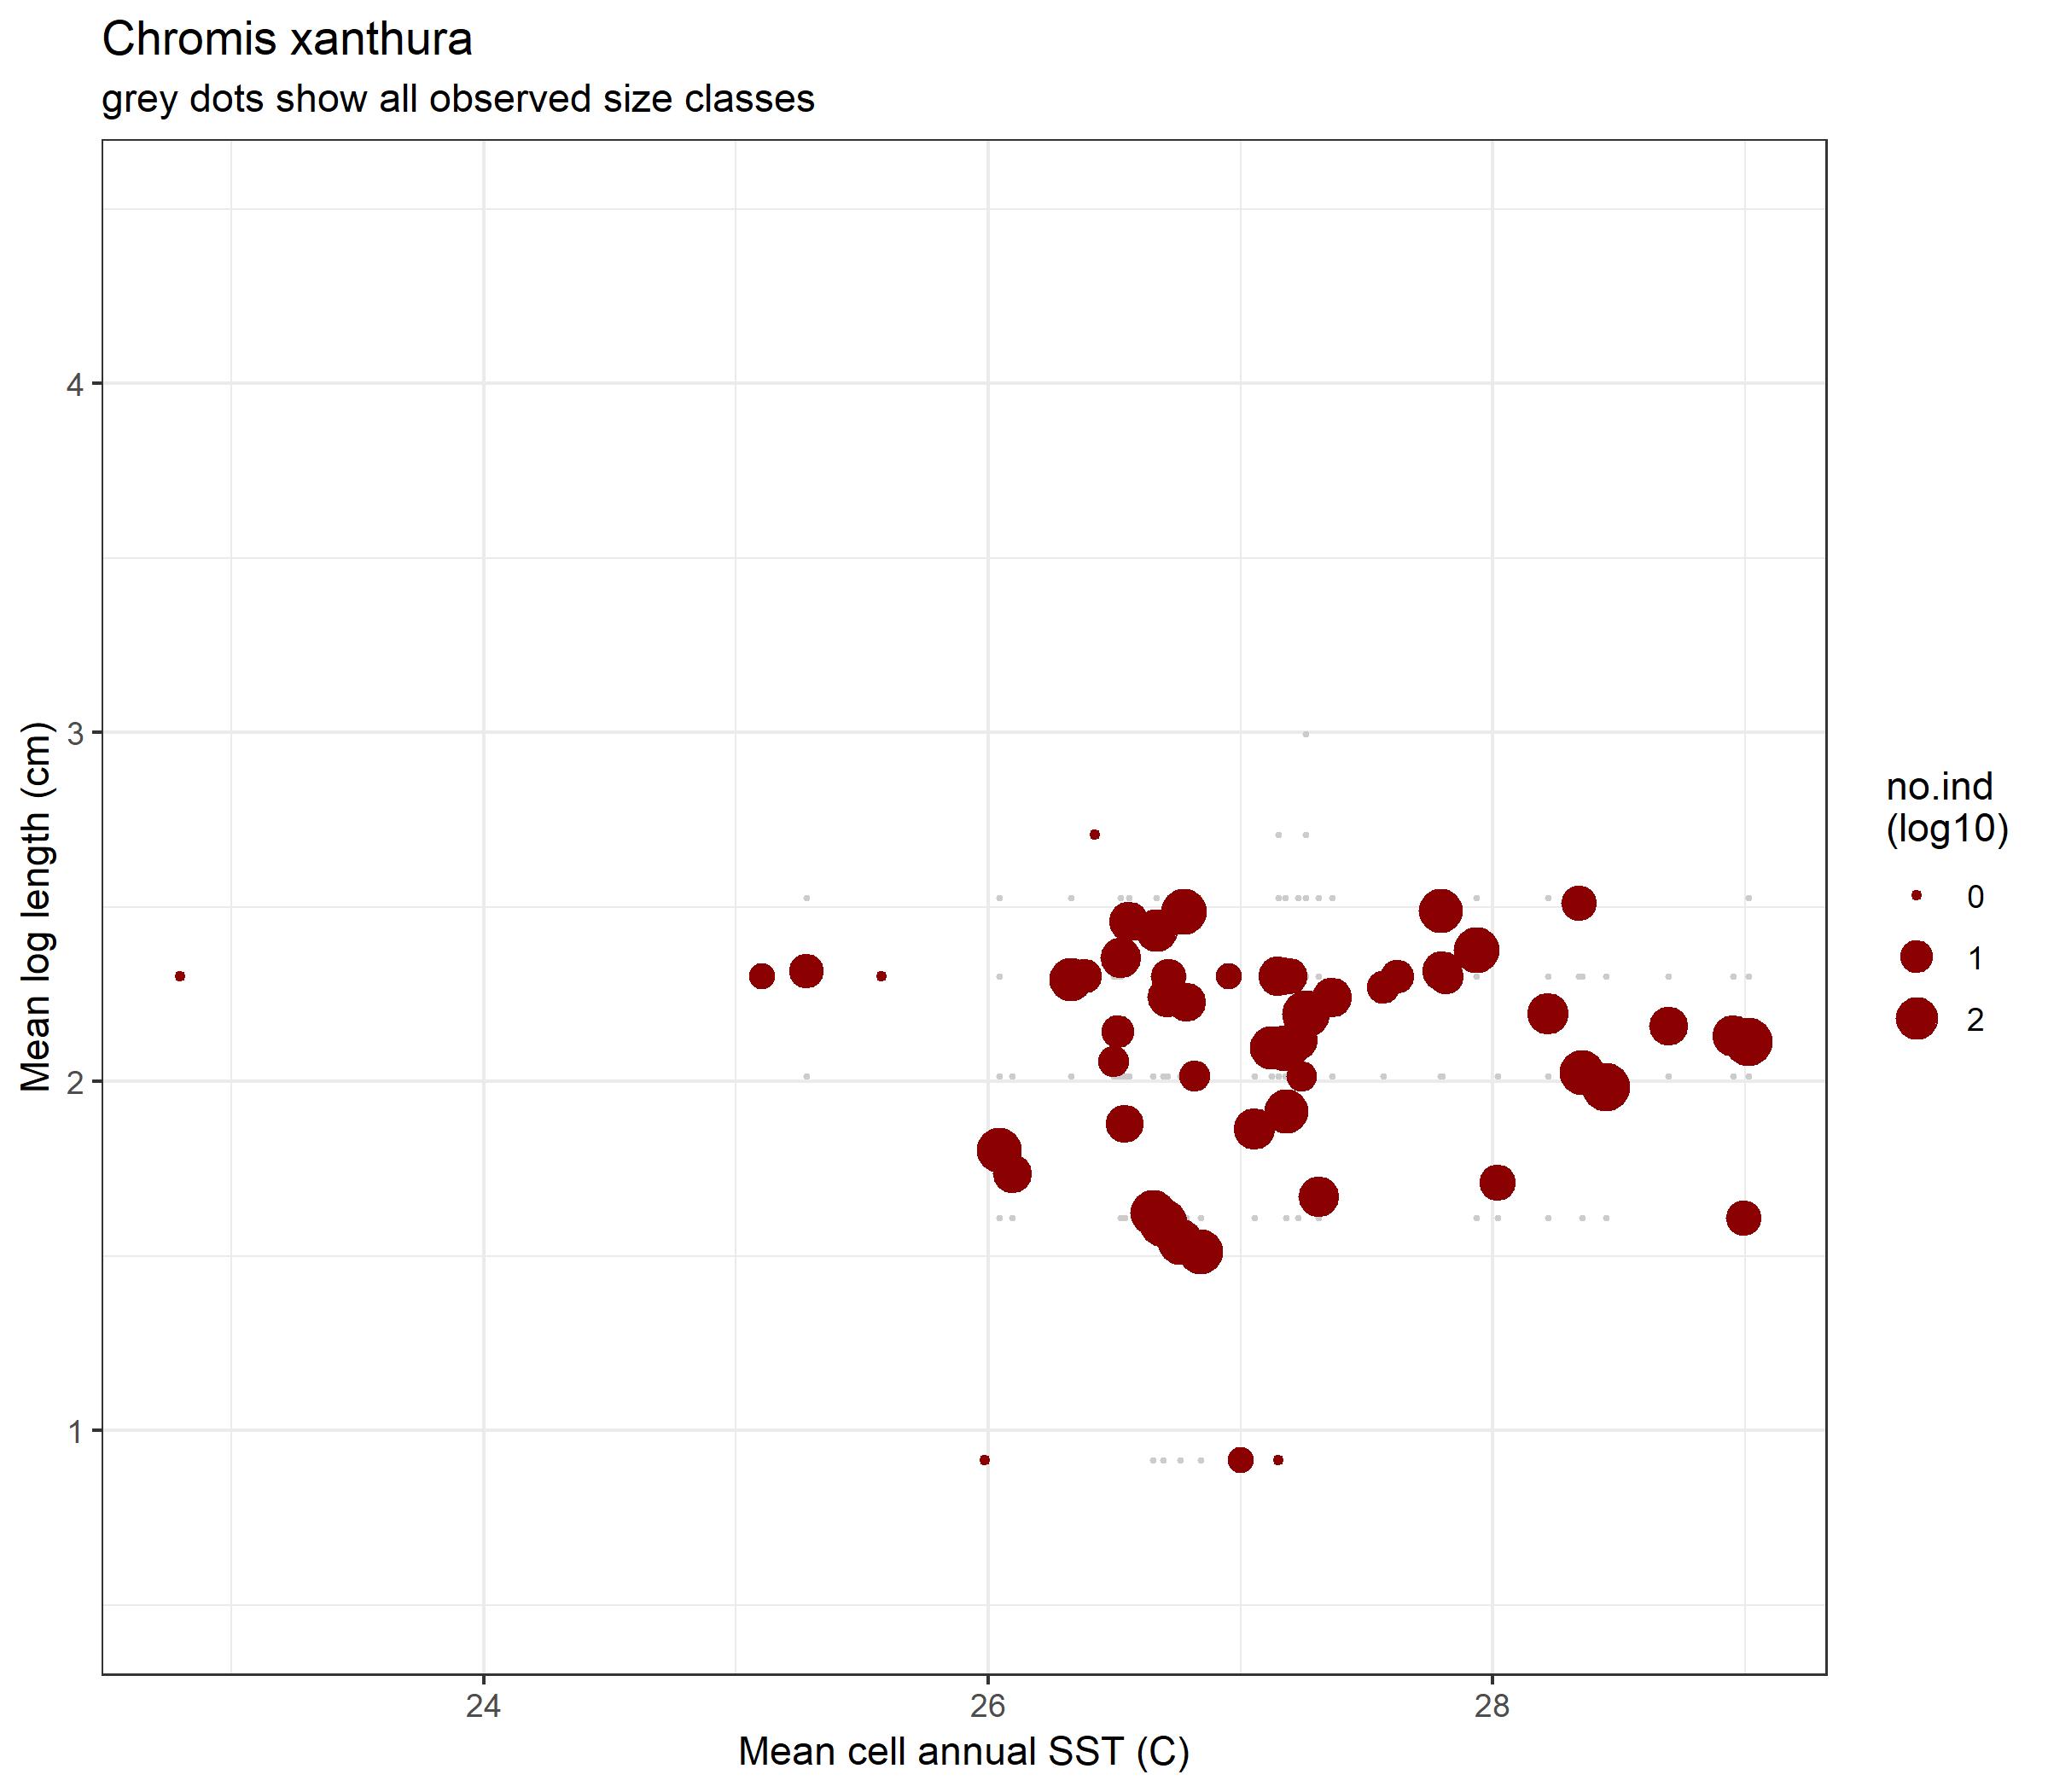 Chromis xanthura
grey dots show all observed size classes
4
3
2
1
Mean log length (cm)
24
26
28
Mean cell annual SST (C)
no.ind
(log10)
0
1
2